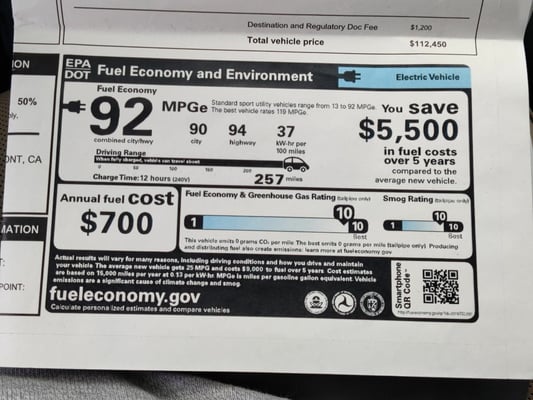 Destination and Regulatory Doc Fee $1,200
Total vehicle price $112,450
ION
50%
ONT, CA
MATION
T:
POINT:
EPA
DOT
Fuel Economy and Environment
Electric Vehicle
Fuel Economy
92 MPGe
combined city/hwy
90
city
94
highway
37
kW-hr per
100 miles
Standard sport utility vehicles range from 13 to 92 MPGe.
The best vehicle rates 119 MPGe.
Driving Range
When fully charged, vehicle can travel about
0 50 100 150 200
257 miles
Charge Time: 12 hours (240V)
You save
$5,500
in fuel costs
over 5 years
compared to the
average new vehicle.
Annual fuel cost
$700
Fuel Economy & Greenhouse Gas Rating (tailpipe only)
1
10
10
Best
Smog Rating (tailpipe only)
1
10
10
Best
This vehicle emits 0 grams CO₂ per mile The best emits 0 grams per mile (tailpipe only) Producing
and distributing fuel also create emissions: learn more at fueleconomy gov
Actual results will vary for many reasons, including driving conditions and how you drive and maintain
your vehicle The average new vehicle gets 25 MPG and costs $9,000 to fuel over 5 years Cost estimates
are based on 15,000 miles per year at 0.13 per kW-hr MPGe is miles per gasoline gallon equivalent Vehicle
emissions are a significant cause of climate change and smog.
fueleconomy.gov
Calculate personalized estimates and compare vehicles
Smartphone
QR Code™